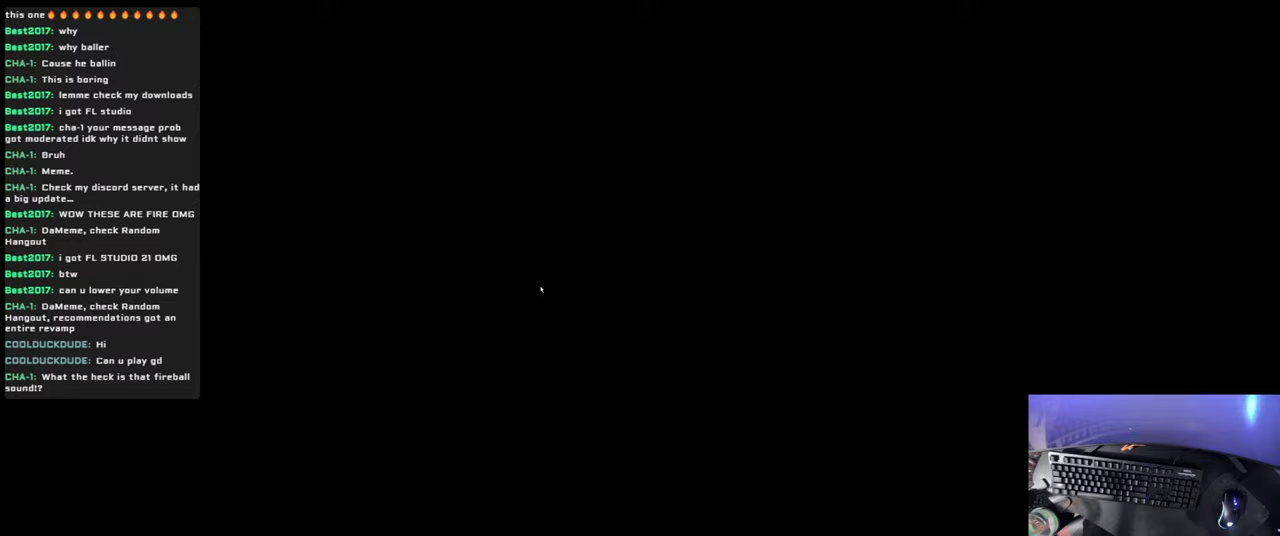 this one🔥🔥🔥🔥🔥🔥🔥🔥🔥🔥🔥
Best2017: why
Best2017: why baller
CHA-1: Cause he ballin
CHA-1: This is boring
Best2017: lemme check my downloads
Best2017: i got FL studio
Best2017: cha-1 your message prob
got moderated idk why it didnt show
CHA-1: Bruh
CHA-1: Meme.
CHA-1: Check my discord server, it had
a big update...
Best2017: WOW THESE ARE FIRE OMG
CHA-1: DaMeme, check Random
Hangout
Best2017: i got FL STUDIO 21 OMG
Best2017: btw
Best2017: can u lower your volume
CHA-1: DaMeme, check Random
Hangout, recommendations got an
entire revamp
COOLDUCKDUDE: Hi
COOLDUCKDUDE: Can u play gd
CHA-1: What the heck is that fireball
sound!?